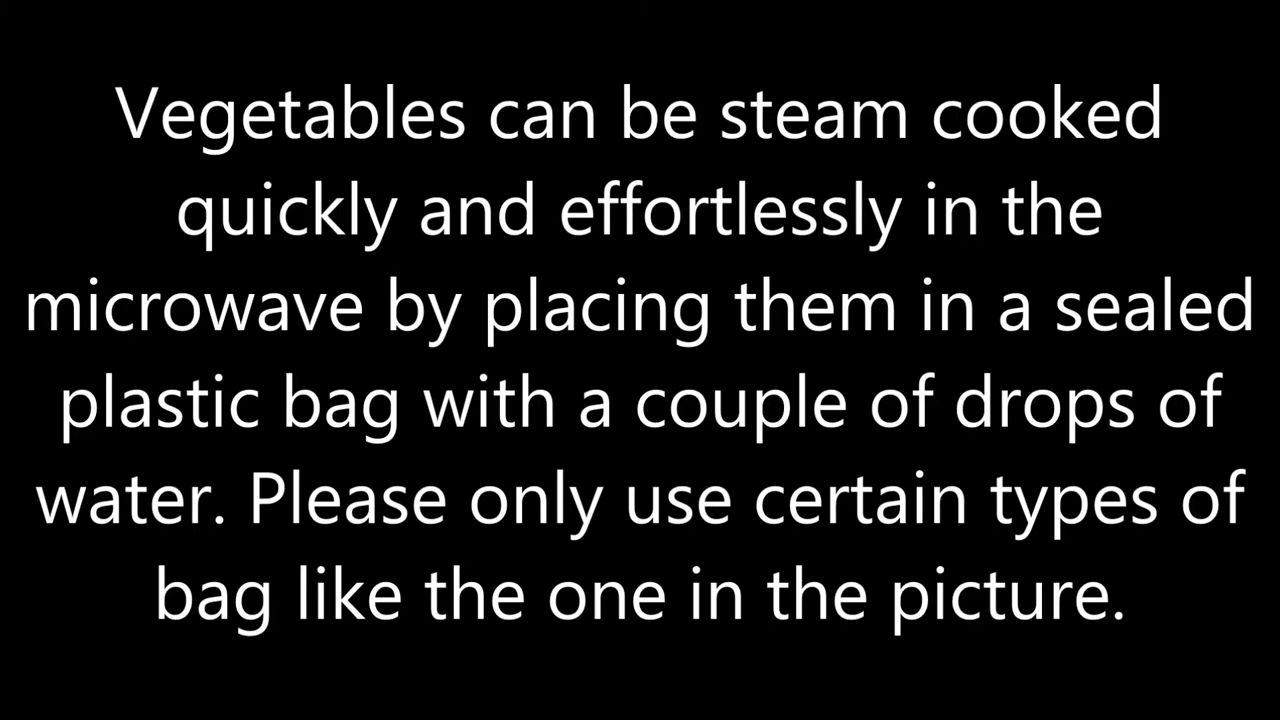 Vegetables can be steam cooked
quickly and effortlessly in the
microwave by placing them in a sealed
plastic bag with a couple of drops of
water. Please only use certain types of
bag like the one in the picture.